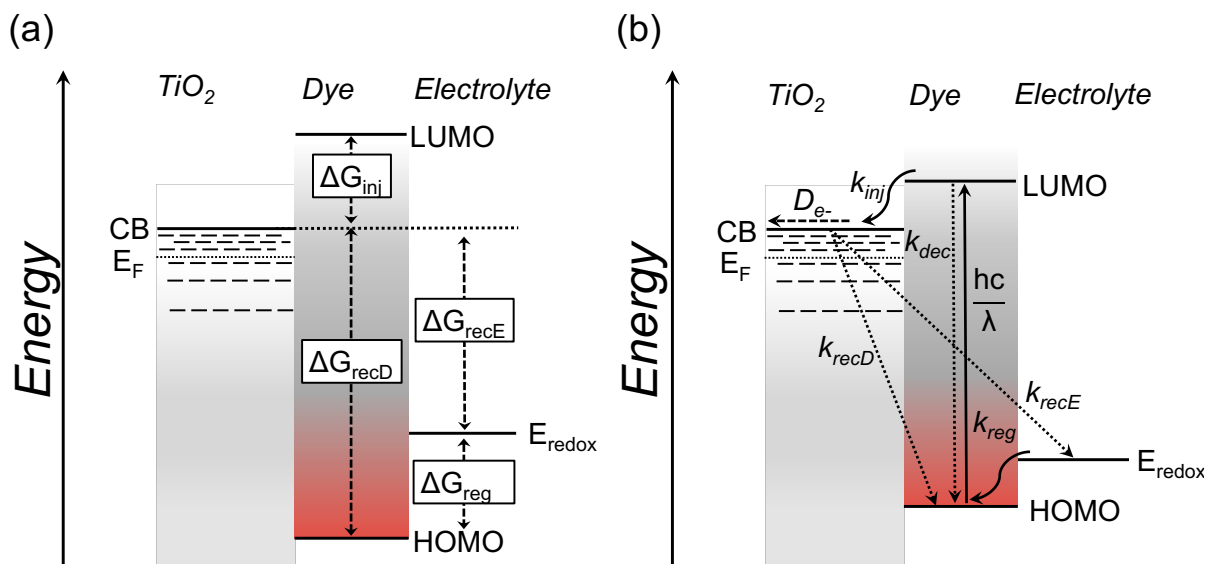 (a)
Energy
TiO2
Dye
Electrolyte
LUMO
ΔGinj
CB
EF
ΔGrecE
ΔGrecD
Eredox
ΔGreg
HOMO
(b)
Energy
TiO2
Dye
Electrolyte
kinj
LUMO
De-
CB
kdec
EF
hc
λ
krecD
krecE
kreg
Eredox
HOMO